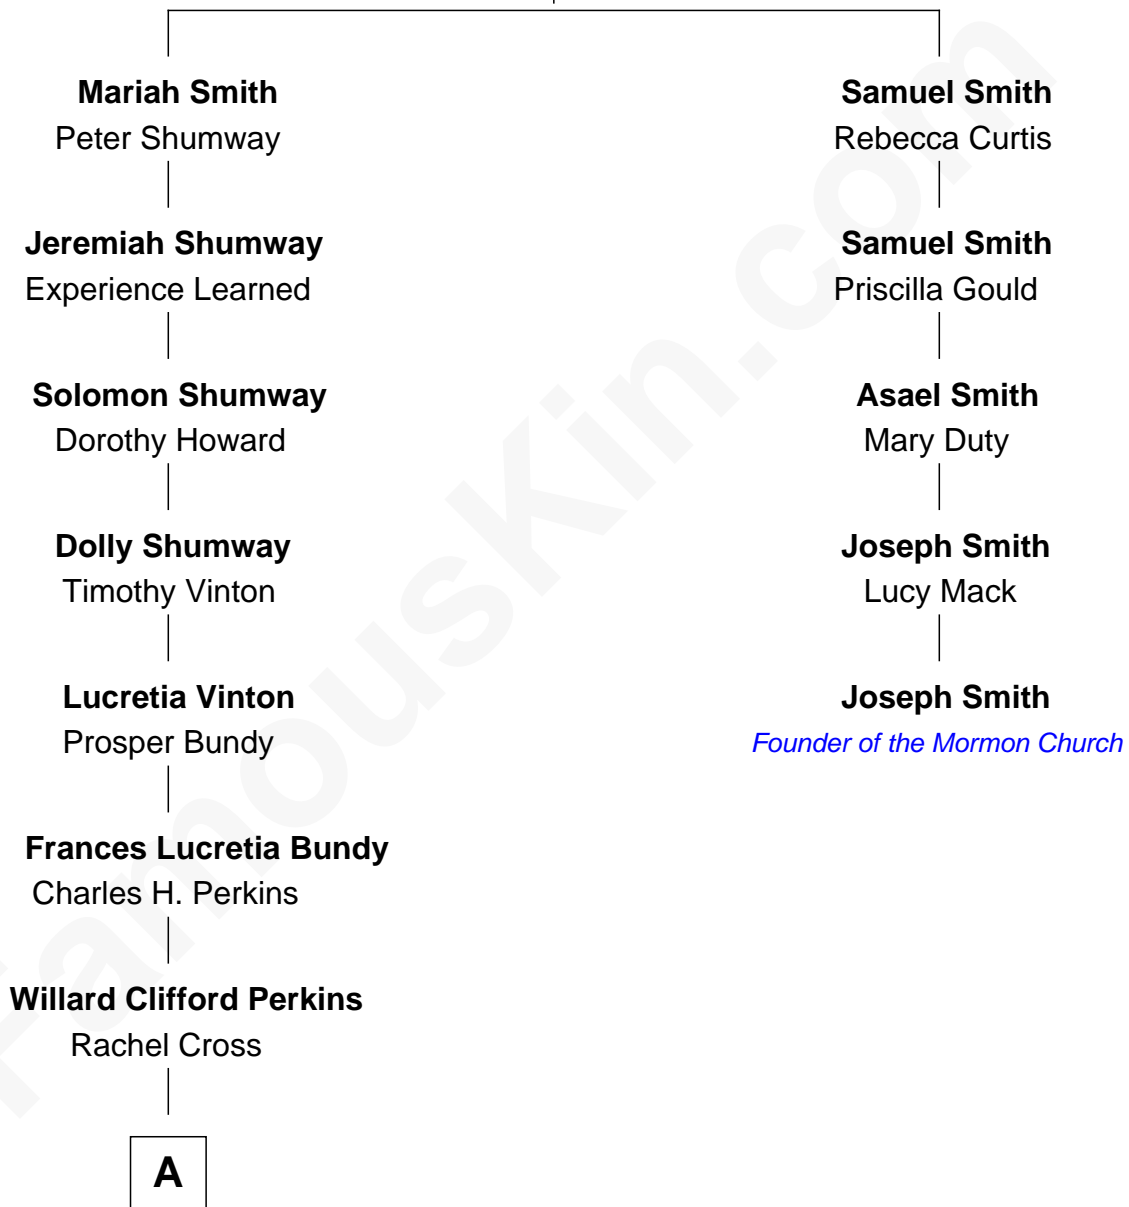 Mariah Smith
Peter Shumway
Jeremiah Shumway
Experience Learned
Solomon Shumway
Dorothy Howard
Dolly Shumway
Timothy Vinton
Lucretia Vinton
Prosper Bundy
Frances Lucretia Bundy
Charles H. Perkins
Willard Clifford Perkins
Rachel Cross
A
Samuel Smith
Rebecca Curtis
Samuel Smith
Priscilla Gould
Asael Smith
Mary Duty
Joseph Smith
Lucy Mack
Joseph Smith
Founder of the Mormon Church
FamousKin.com